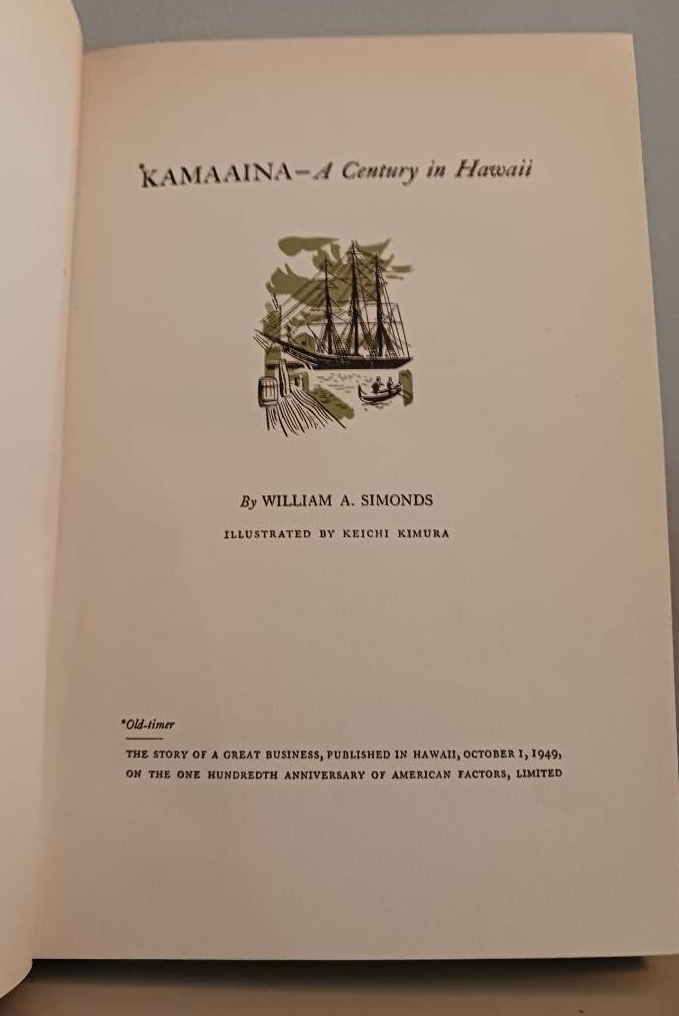 *KAMAAINA—A Century in Hawaii
By WILLIAM A. SIMONDS
ILLUSTRATED BY KEICHI KIMURA
*Old-timer
THE STORY OF A GREAT BUSINESS, PUBLISHED IN HAWAII, OCTOBER 1, 1949,
ON THE ONE HUNDREDTH ANNIVERSARY OF AMERICAN FACTORS, LIMITED